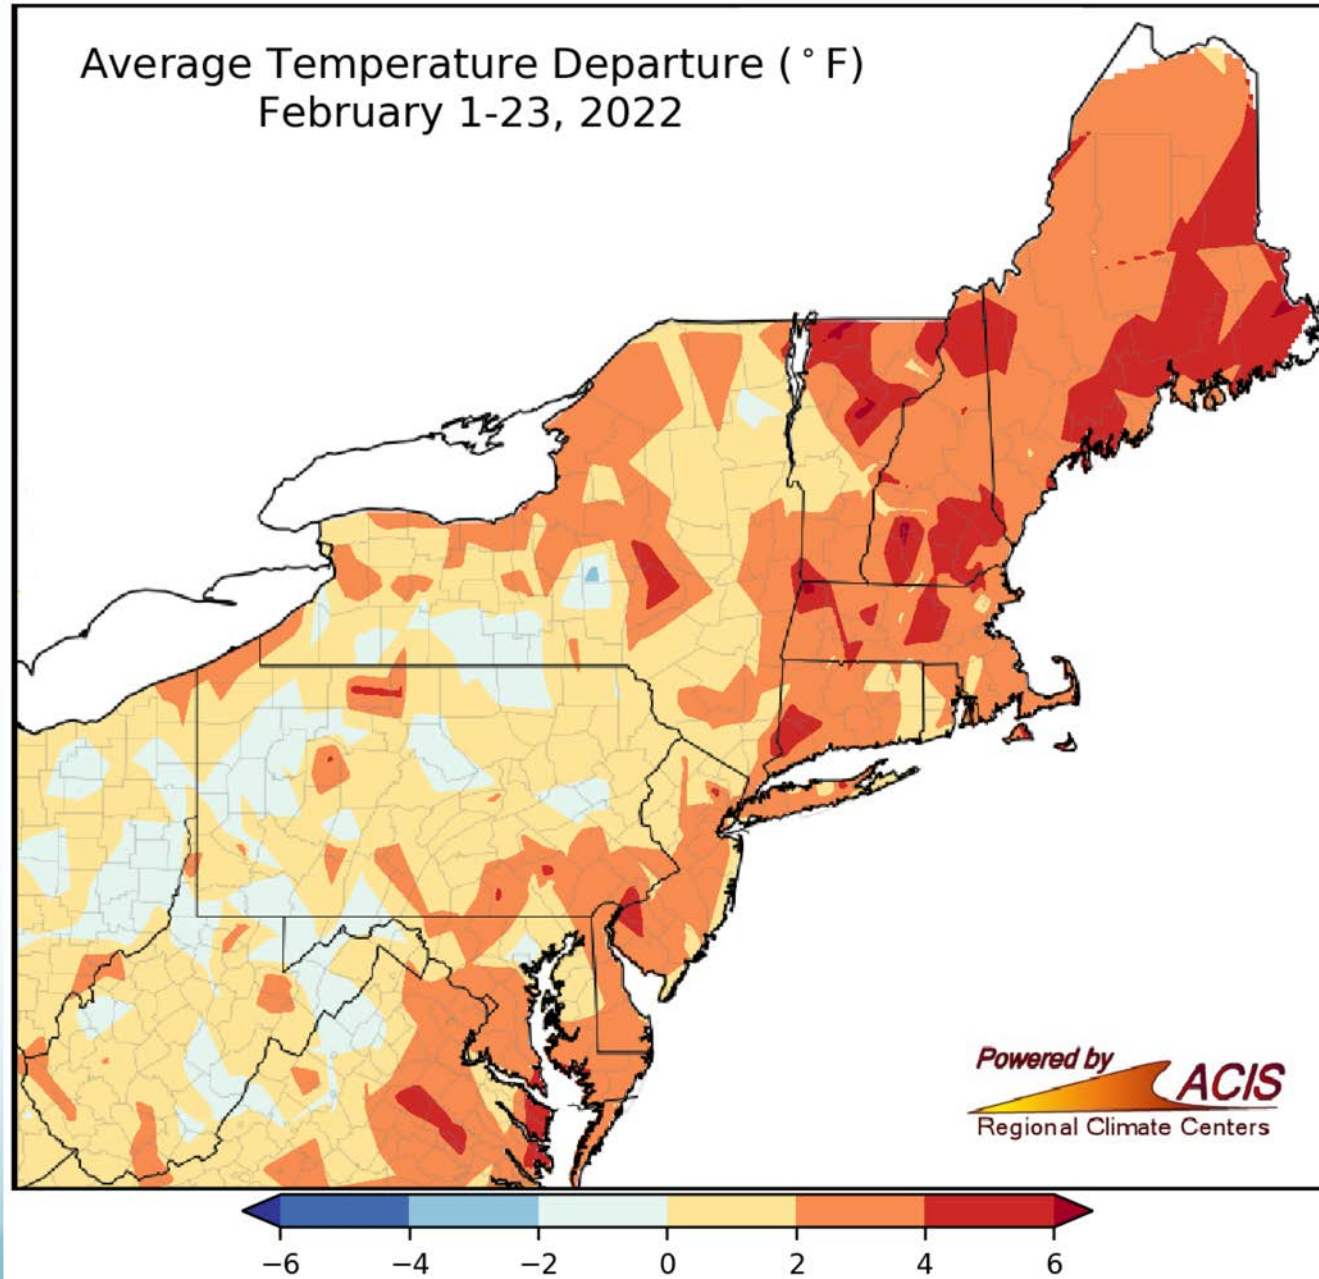 Average Temperature Departure (°F)
February 1-23, 2022
Powered by
ACIS
Regional Climate Centers
−6 −4 −2 0 2 4 6